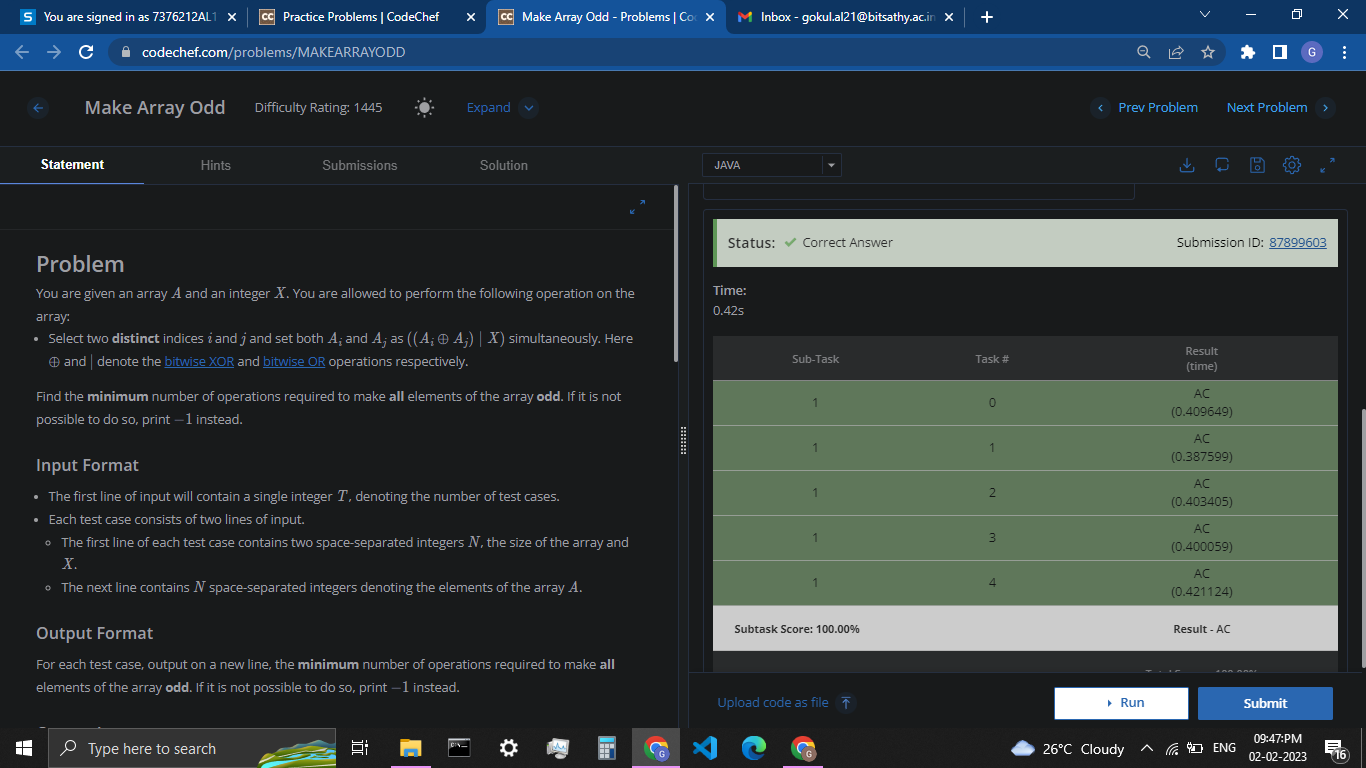 You are signed in as 7376212AL1
Practice Problems | CodeChef
Make Array Odd - Problems | Co
Inbox - gokul.al21@bitsathy.ac.in
codechef.com/problems/MAKEARRAYODD
G
Make Array Odd
Difficulty Rating: 1445
Expand
Prev Problem
Next Problem
Statement
Hints
Submissions
Solution
JAVA
Problem
You are given an array A and an integer X. You are allowed to perform the following operation on the
array:
• Select two distinct indices i and j and set both A_i and A_j as ((A_i ⊕ A_j) | X) simultaneously. Here
⊕ and | denote the bitwise XOR and bitwise OR operations respectively.
Find the minimum number of operations required to make all elements of the array odd. If it is not
possible to do so, print −1 instead.
Input Format
• The first line of input will contain a single integer T, denoting the number of test cases.
• Each test case consists of two lines of input.
◦ The first line of each test case contains two space-separated integers N, the size of the array and
X.
◦ The next line contains N space-separated integers denoting the elements of the array A.
Output Format
For each test case, output on a new line, the minimum number of operations required to make all
elements of the array odd. If it is not possible to do so, print −1 instead.
Status: ✓ Correct Answer
Submission ID: 87899603
Time:
0.42s
Sub-Task
Task #
Result
(time)
1
0
AC
(0.409649)
1
1
AC
(0.387599)
1
2
AC
(0.403405)
1
3
AC
(0.400059)
1
4
AC
(0.421124)
Subtask Score: 100.00%
Result - AC
Upload code as file
Run
Submit
Type here to search
26°C Cloudy
ENG
09:47:PM
02-02-2023
16